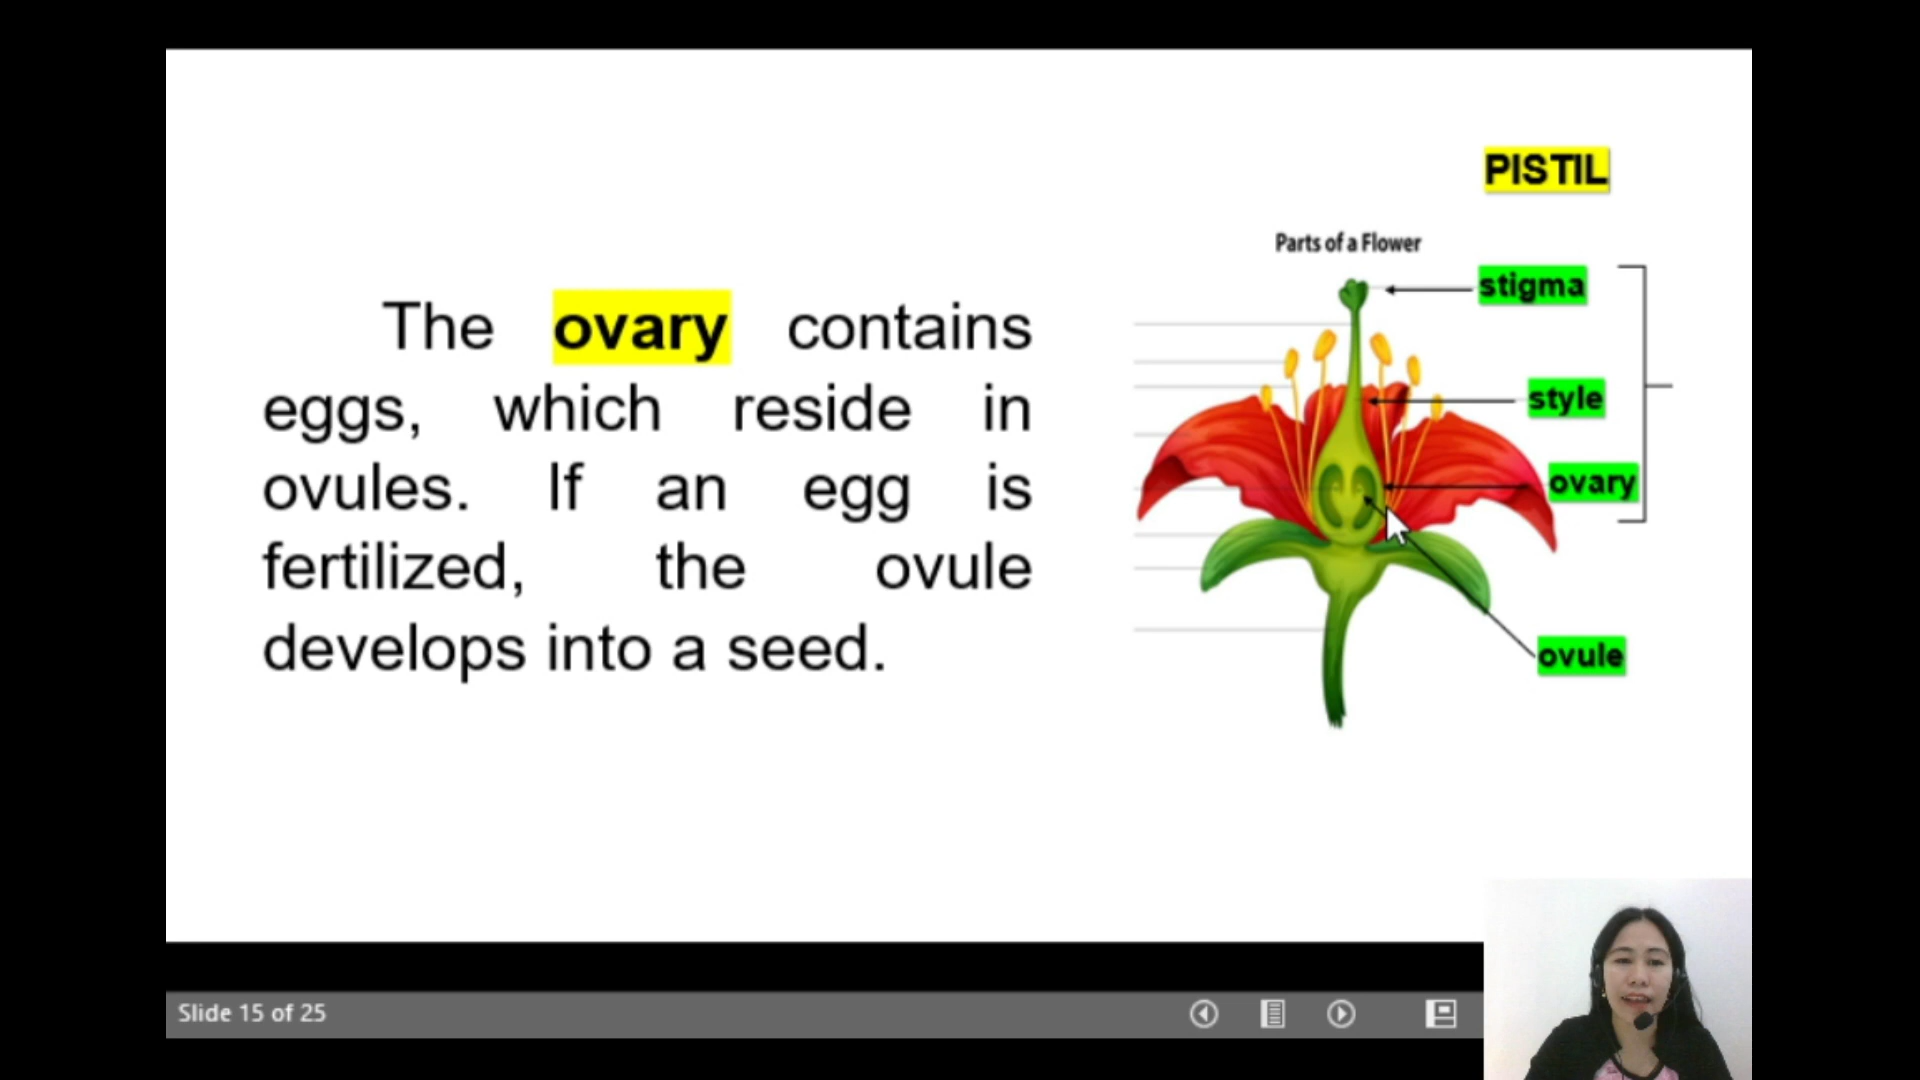 The ovary contains
eggs, which reside in
ovules. If an egg is
fertilized, the ovule
develops into a seed.
PISTIL
Parts of a Flower
stigma
style
ovary
ovule
Slide 15 of 25